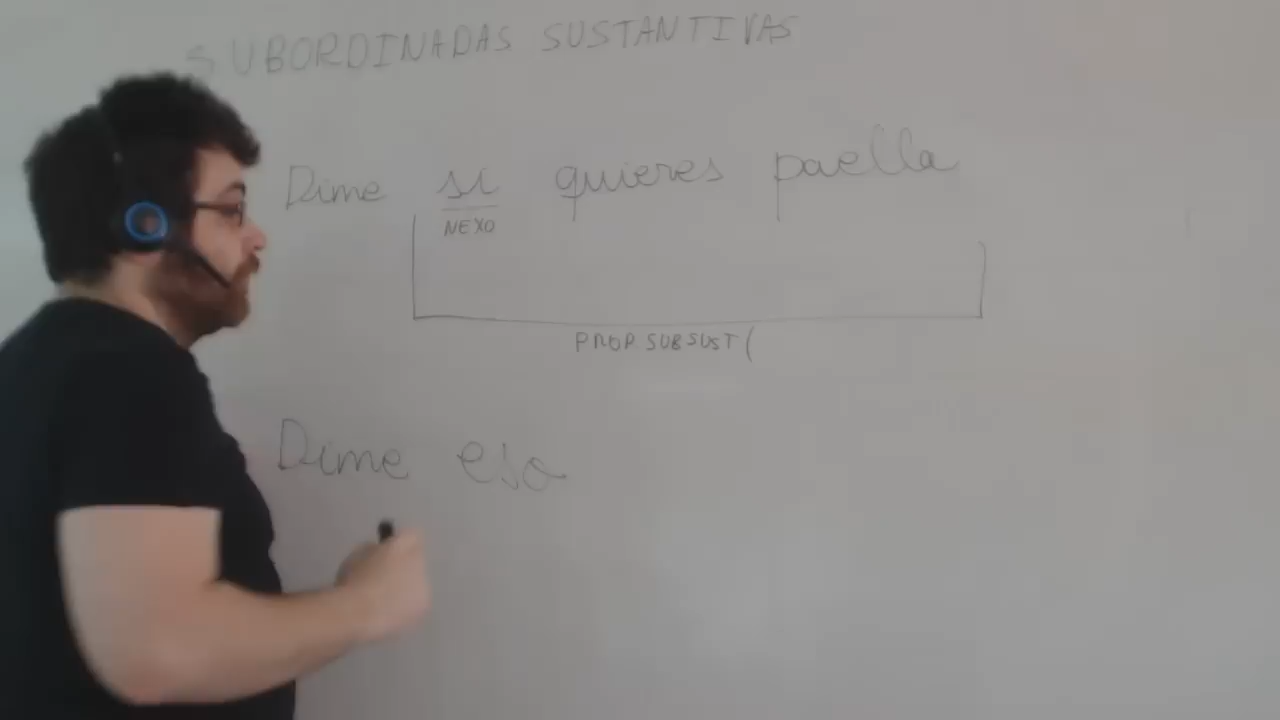 SUBORDINADAS SUSTANTIVAS
Dime si quieres paella
NEXO
PROP SUB SUST (
Dime eso